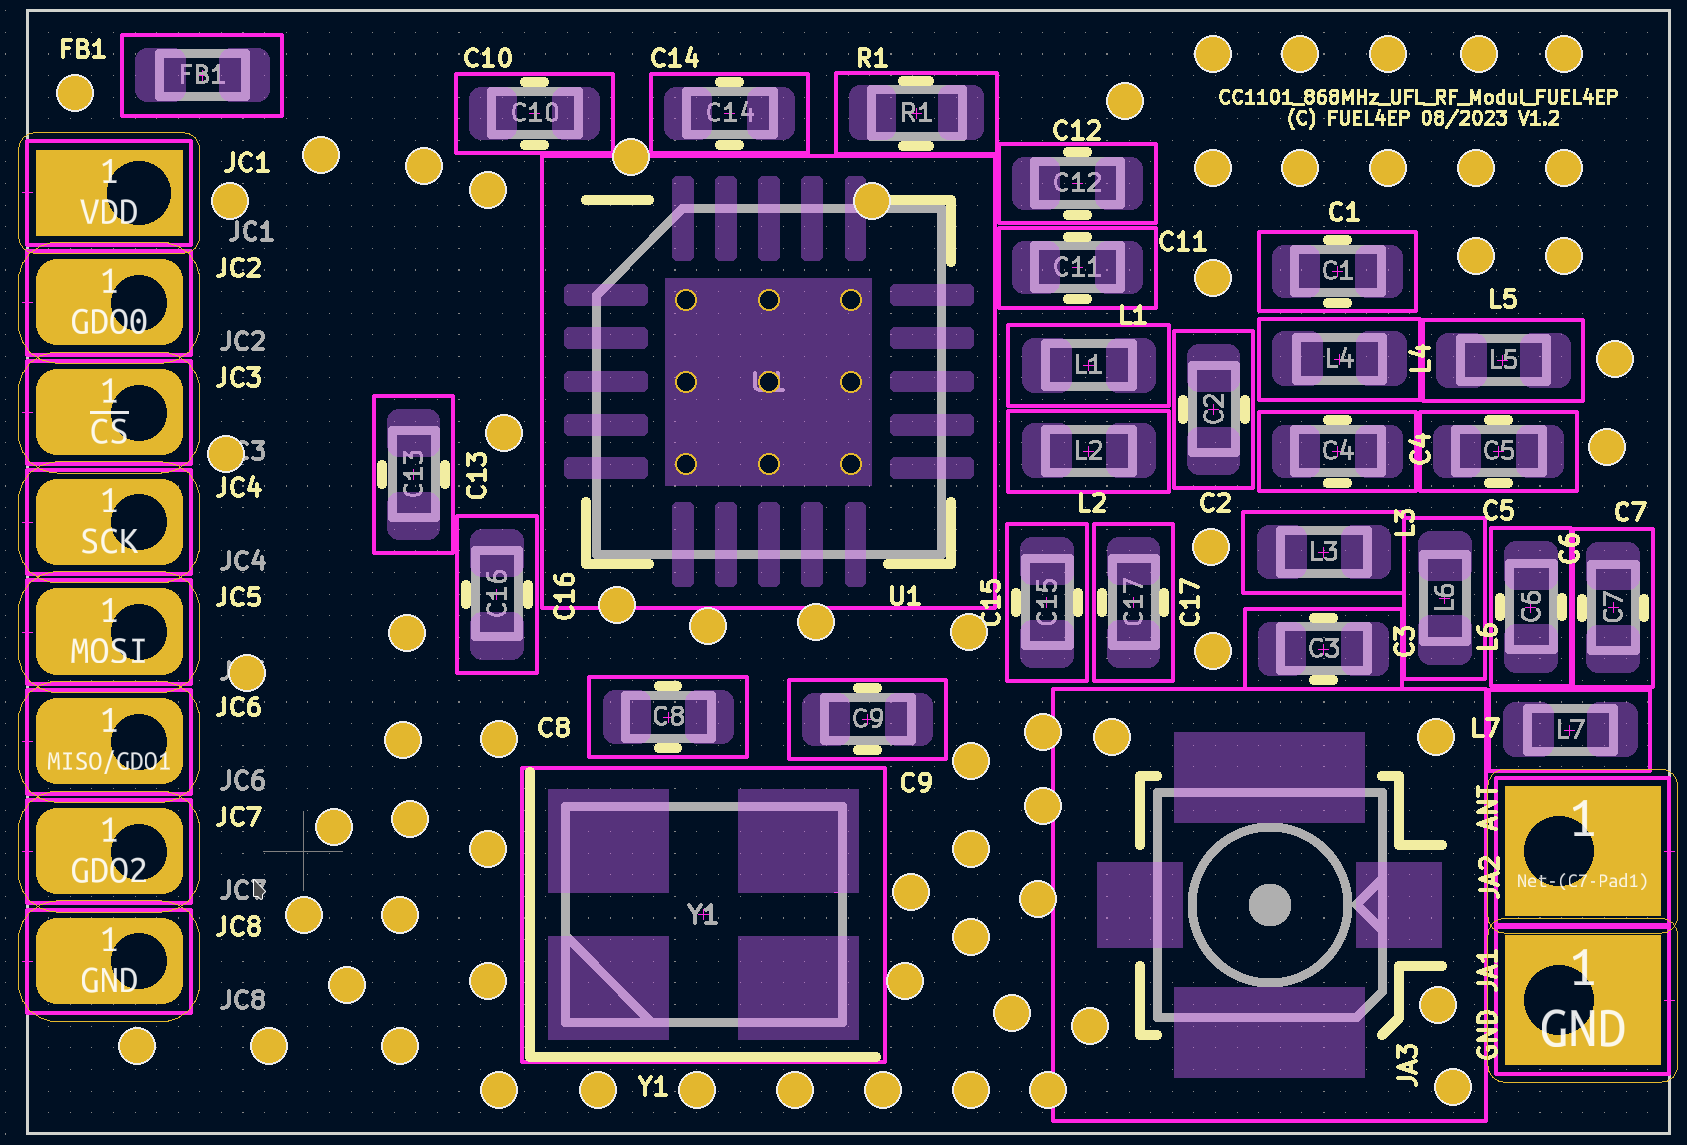 FB1
FB1
C10
C10
C14
C14
R1
R1
CC1101_868MHz_UFL_RF_Modul_FUEL4EP
(C) FUEL4EP 08/2023 V1.2
C12
C12
C11
C11
C1
C1
1
VDD
JC1
JC1
1
GDO0
JC2
JC2
1
CS
JC3
1
SCK
JC4
JC4
1
MOSI
JC5
1
MISO/GDO1
JC6
JC6
1
GDO2
JC7
JC7
1
GND
JC8
JC8
L1
L1
L2
L2
C2
C2
L4
L4
L5
L5
C4
C4
C5
C5
C13
C13
C16
C16
U1
C15
C15
C17
C17
L3
L3
C3
C3
L6
L6
C6
C6
C7
C7
C8
C8
C9
C9
L7
L7
Y1
Y1
JA3
1
Net-(C7-Pad1)
JA2 ANT
1
GND
GND JA1